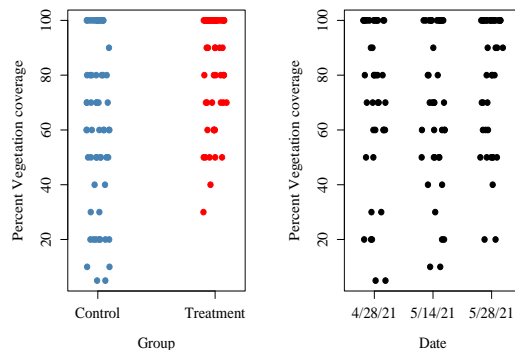 Percent Vegetation coverage
100
80
60
40
20
Control Treatment
Group
Percent Vegetation coverage
100
80
60
40
20
4/28/21 5/14/21 5/28/21
Date